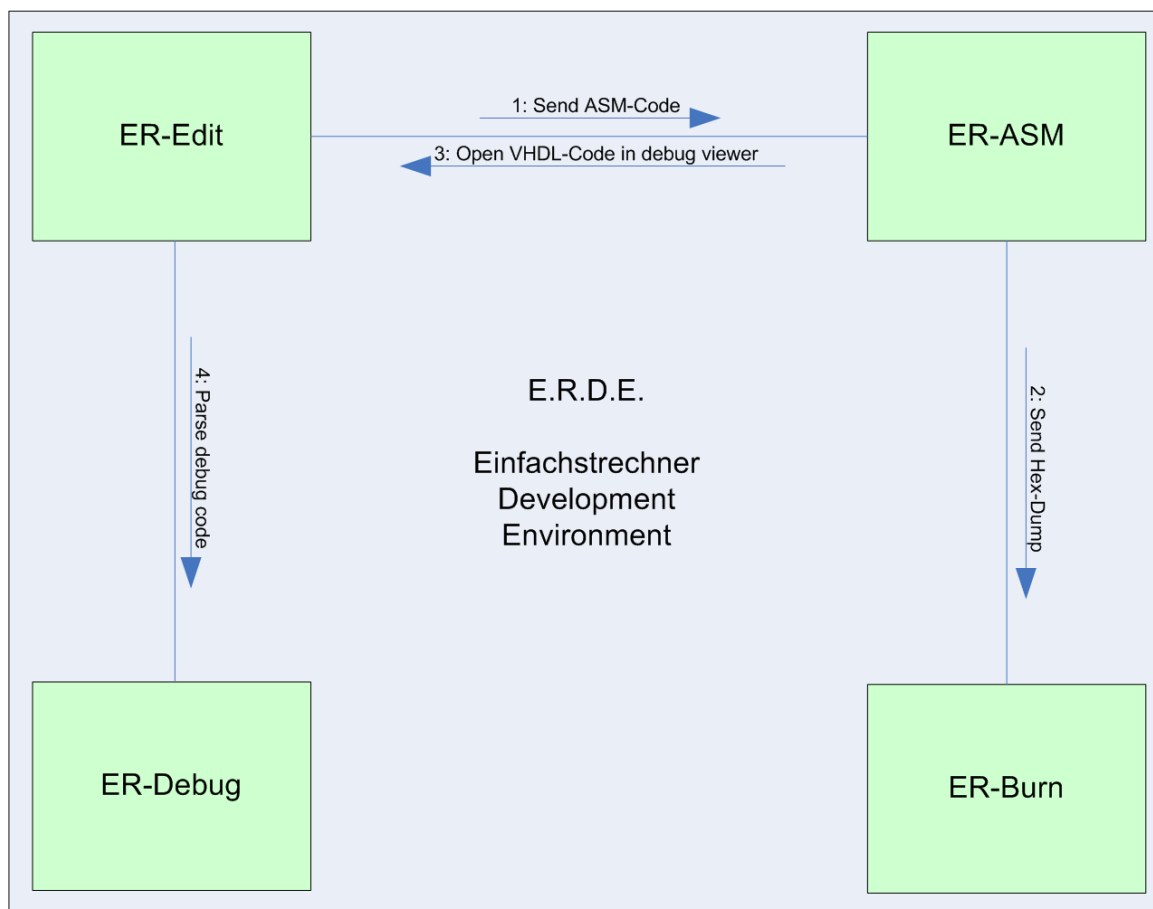 ER-Edit
1: Send ASM-Code
3: Open VHDL-Code in debug viewer
ER-ASM
4: Parse debug code
E.R.D.E.
Einfachstrechner
Development
Environment
2: Send Hex-Dump
ER-Debug
ER-Burn